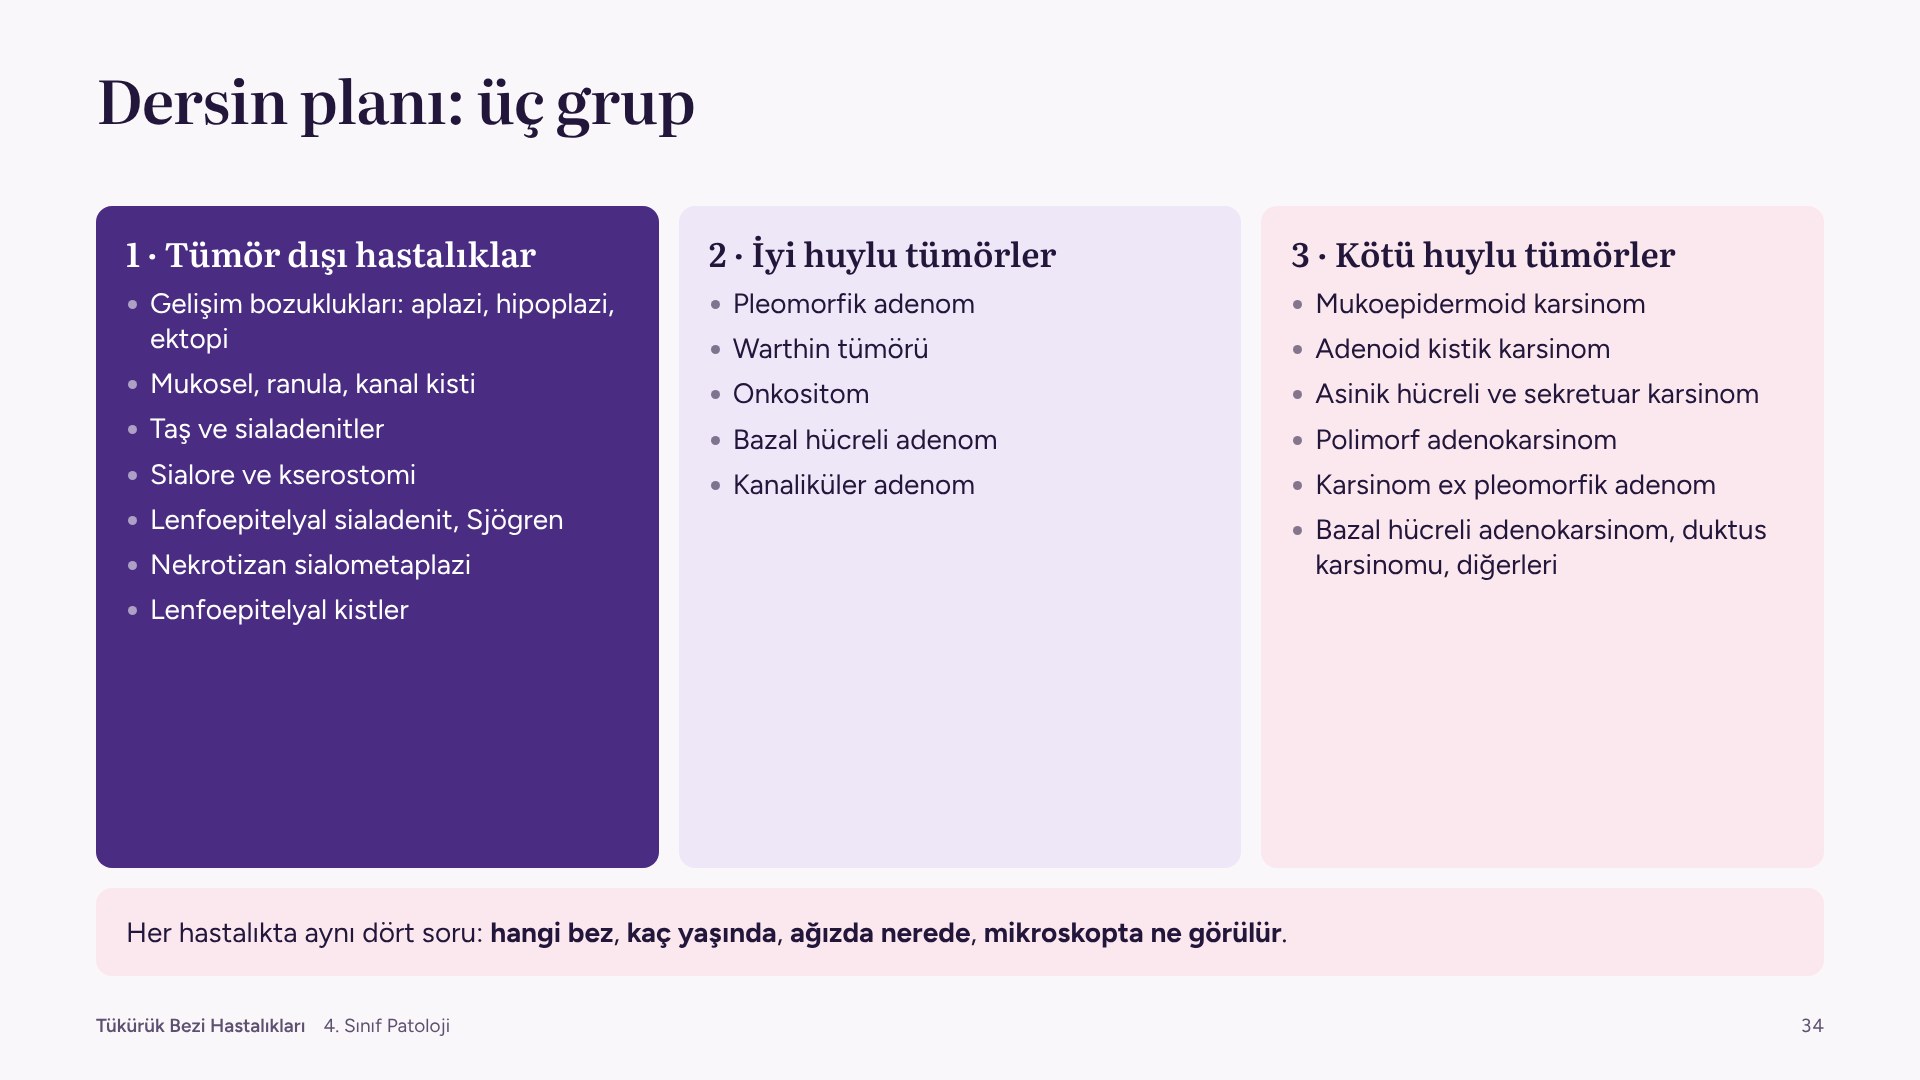 Dersin planı: üç grup
1 · Tümör dışı hastalıklar
• Gelişim bozuklukları: aplazi, hipoplazi,
ektopi
• Mukosel, ranula, kanal kisti
• Taş ve sialadenitler
• Sialore ve kserostomi
• Lenfoepitelyal sialadenit, Sjögren
• Nekrotizan sialometaplazi
• Lenfoepitelyal kistler
2 · İyi huylu tümörler
• Pleomorfik adenom
• Warthin tümörü
• Onkositom
• Bazal hücreli adenom
• Kanaliküler adenom
3 · Kötü huylu tümörler
• Mukoepidermoid karsinom
• Adenoid kistik karsinom
• Asinik hücreli ve sekretuar karsinom
• Polimorf adenokarsinom
• Karsinom ex pleomorfik adenom
• Bazal hücreli adenokarsinom, duktus
karsinomu, diğerleri
Her hastalıkta aynı dört soru: hangi bez, kaç yaşında, ağızda nerede, mikroskopta ne görülür.
Tükürük Bezi Hastalıkları 4. Sınıf Patoloji
34